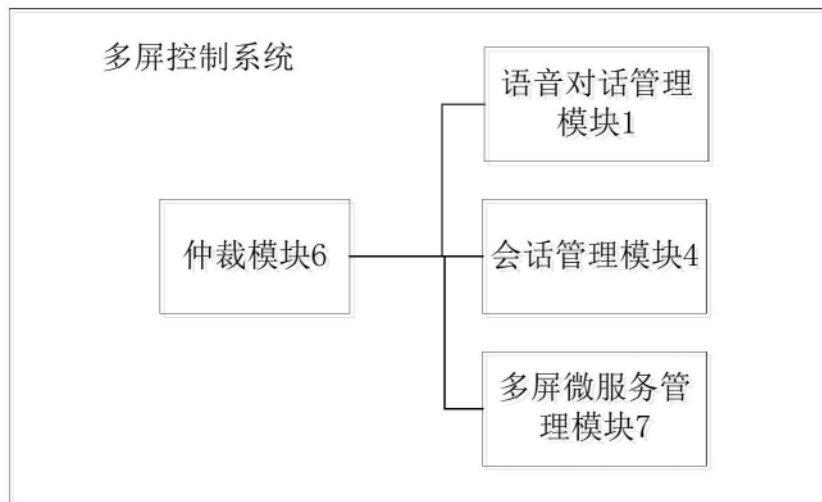 多屏控制系统
语音对话管理
模块1
仲裁模块6
会话管理模块4
多屏微服务管
理模块7